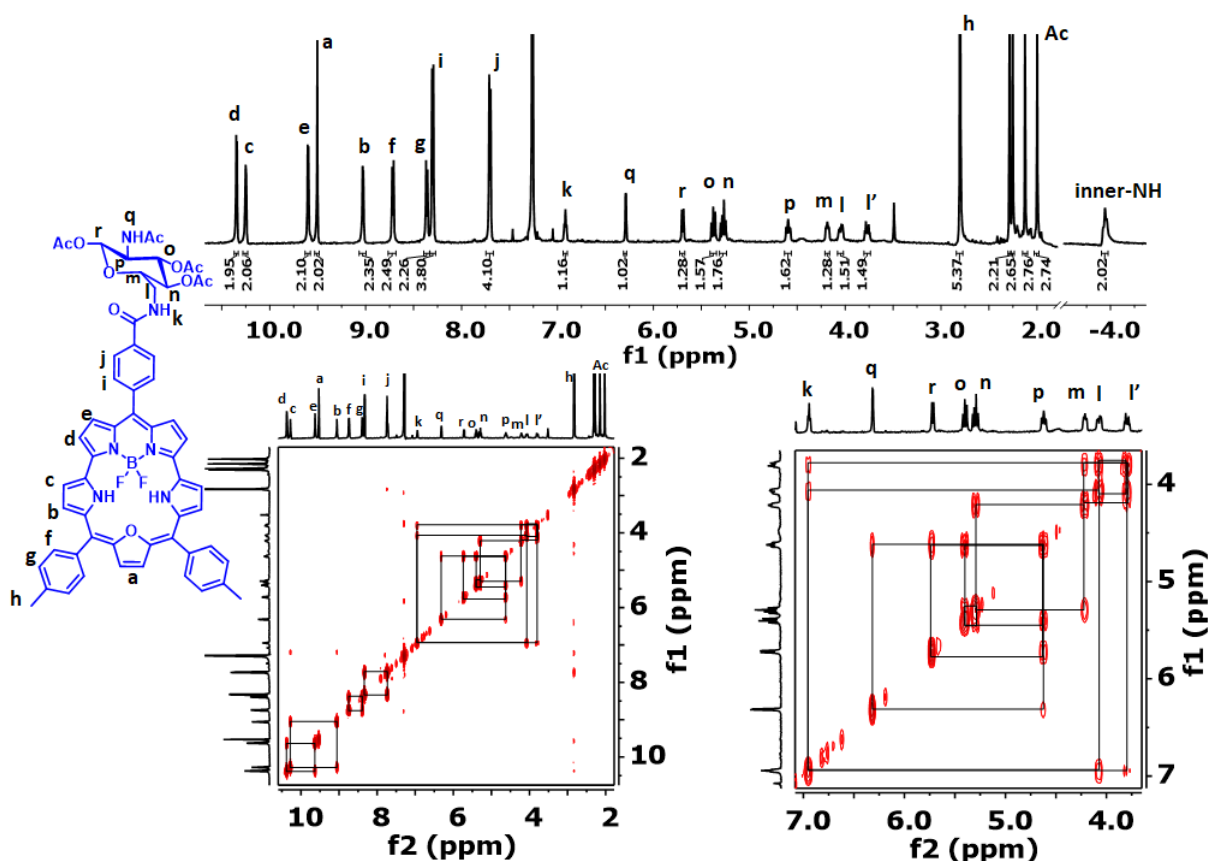 h
a
Ac
i
j
d
c
e
b
f
g
k
q
r
o
n
p
m
l
l'
inner-NH
1.95
2.06
2.10
2.02
2.35
2.49
2.26
3.80
4.10
1.16
1.02
1.28
1.57
1.76
1.62
1.28
1.51
1.49
5.37
2.21
2.65
2.76
2.74
2.02
10.0 9.0 8.0 7.0 6.0 5.0 4.0 3.0 2.0 -4.0
f1 (ppm)
q
r
HN
NHAc
AcO
o
OAc
OAc
O
p
m
l
n
NH
k
O
j
i
e
d
N
N
B
F
F
c
NH
HN
b
O
f
g
a
h
d
c
a
e
b
f
g
i
j
k
q
r
o
n
p
m
l
l'
h
Ac
2
4
6
8
10
f1 (ppm)
10 8 6 4 2
f2 (ppm)
k
q
r
o
n
p
m
l
l'
4
5
6
7
f1 (ppm)
7.0 6.0 5.0 4.0
f2 (ppm)